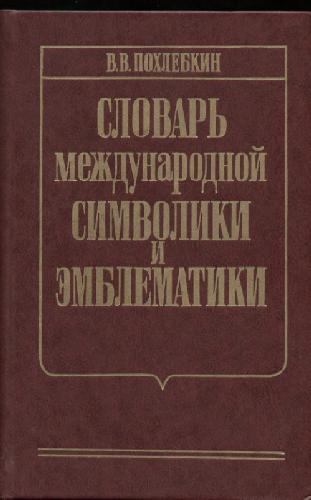 В.В. ПОХЛЕБКИН
СЛОВАРЬ
международной
СИМВОЛИКИ
И
ЭМБЛЕМАТИКИ